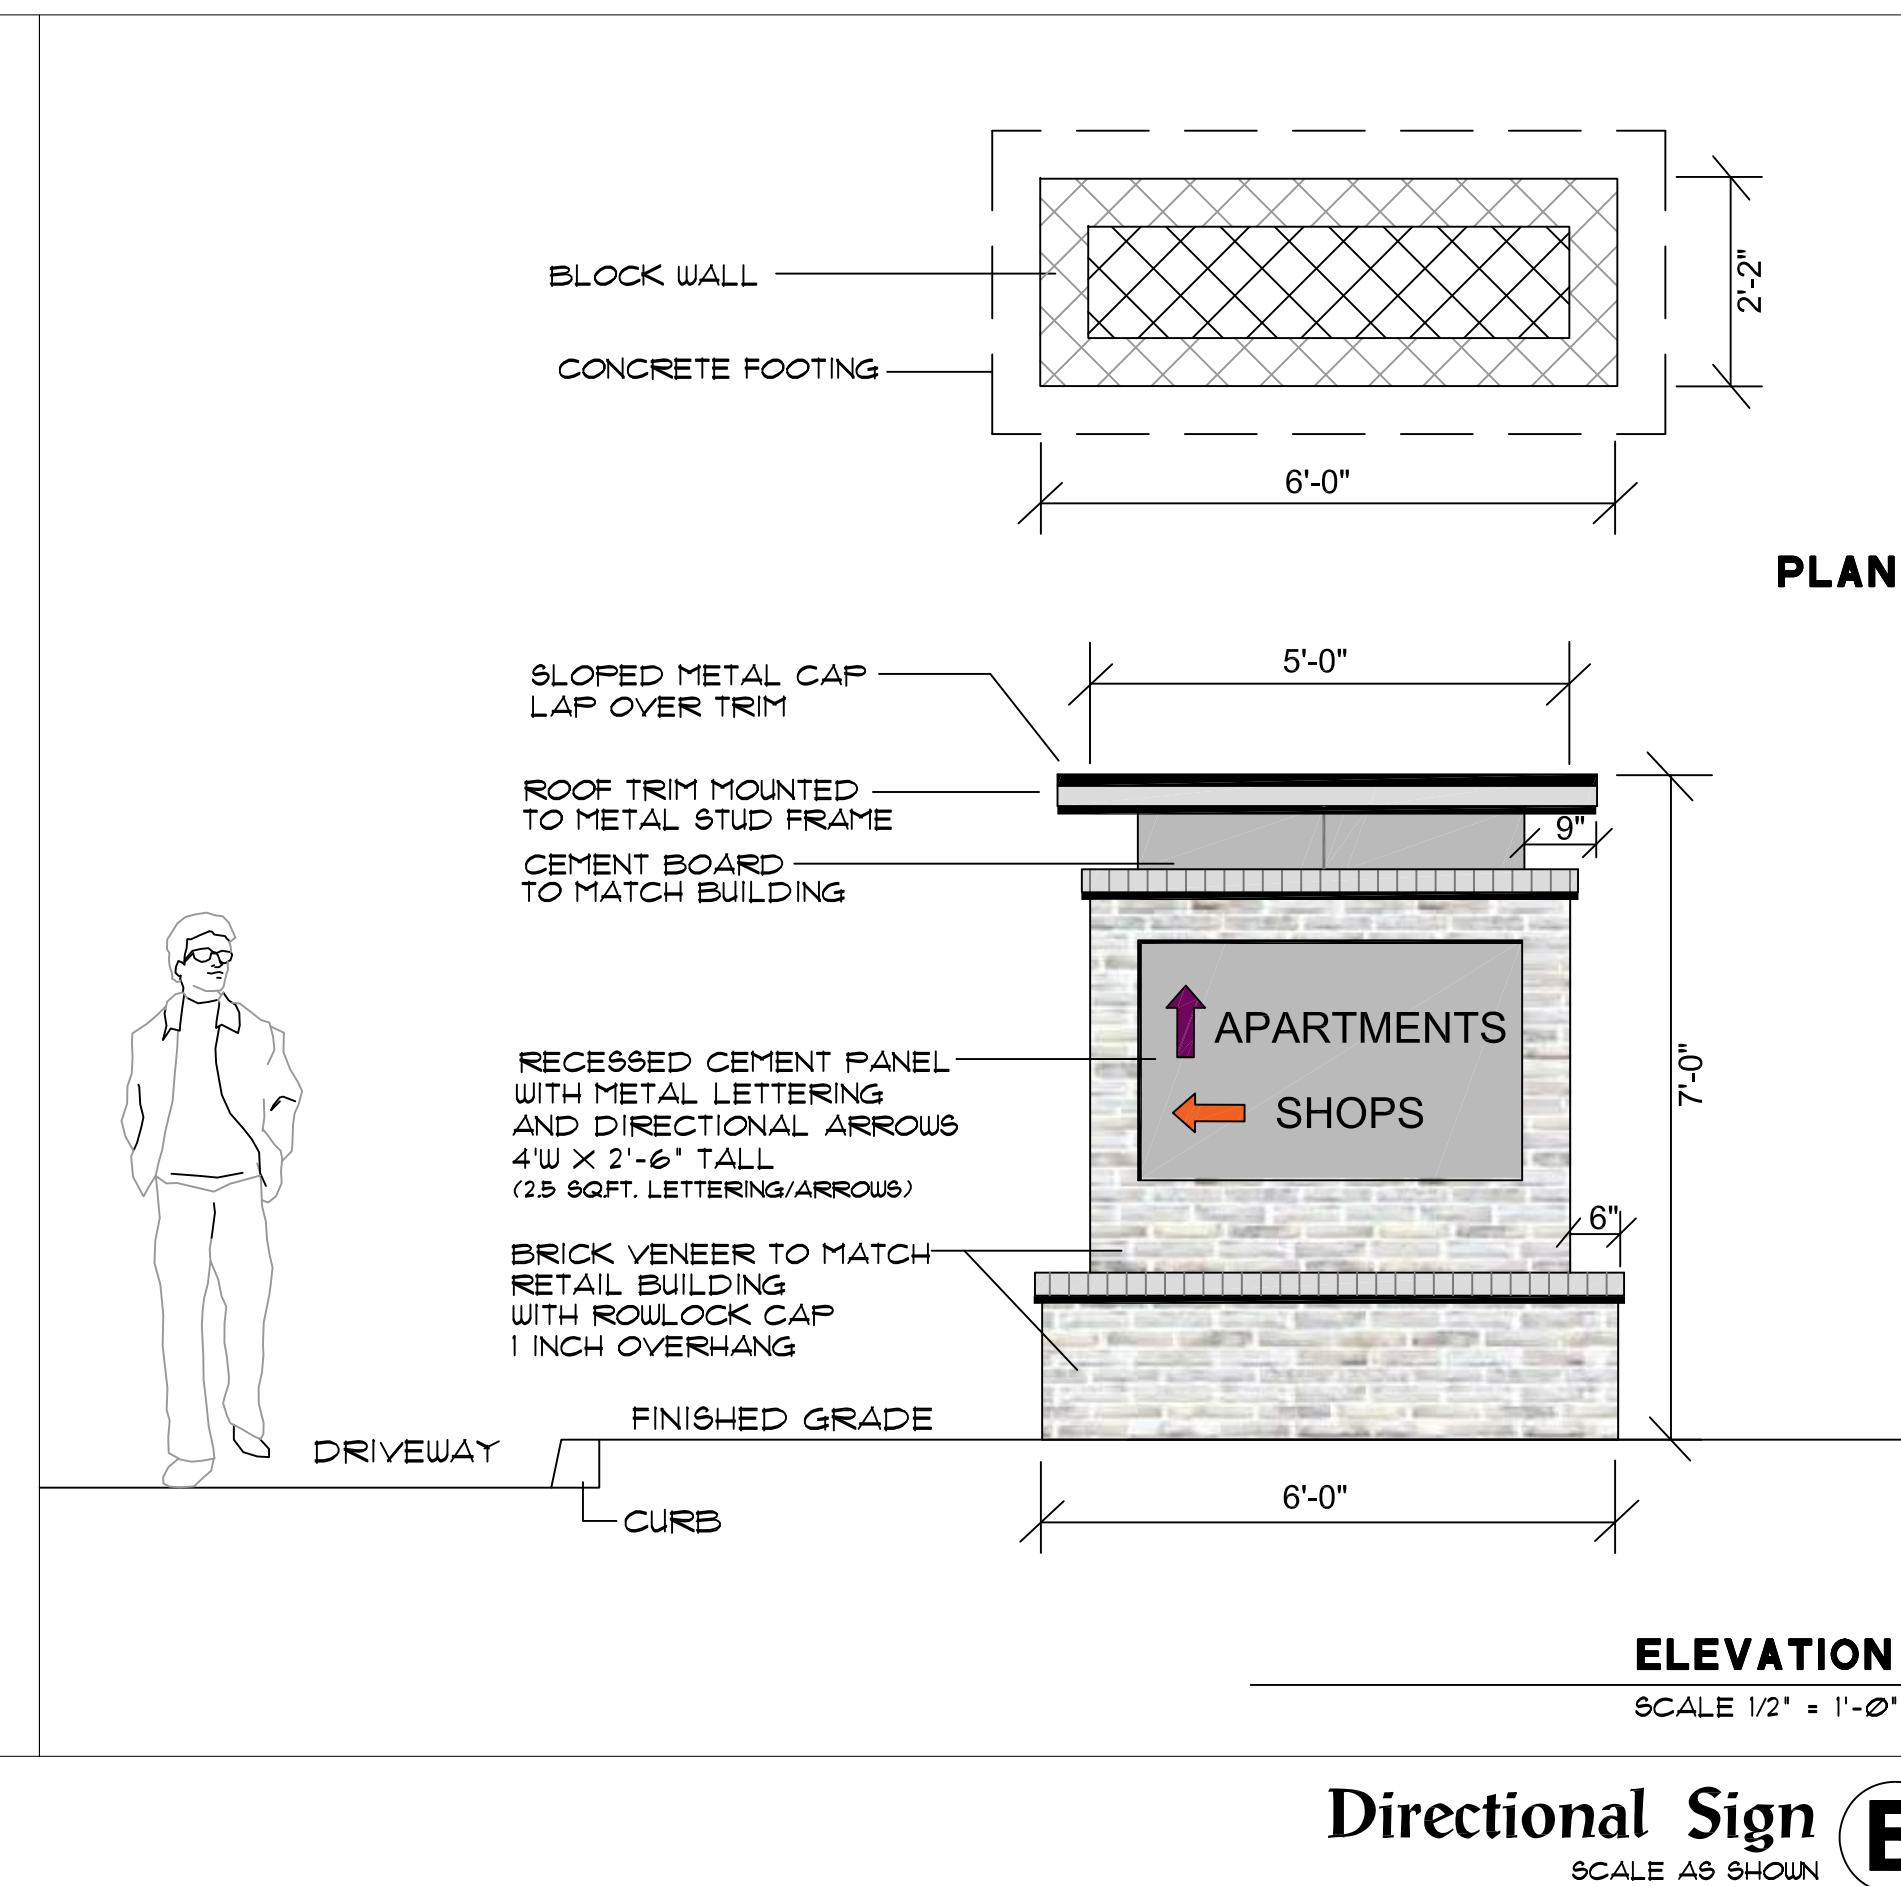 BLOCK WALL
2'-2"
CONCRETE FOOTING
6'-0"
PLAN
5'-0"
SLOPED METAL CAP
LAP OVER TRIM
ROOF TRIM MOUNTED
TO METAL STUD FRAME
9"
CEMENT BOARD
TO MATCH BUILDING
APARTMENTS
SHOPS
7'-0"
RECESSED CEMENT PANEL
WITH METAL LETTERING
AND DIRECTIONAL ARROWS
4'W X 2'-6" TALL
(2.5 SQ.FT. LETTERING/ARROWS)
6"
BRICK VENEER TO MATCH
RETAIL BUILDING
WITH ROWLOCK CAP
1 INCH OVERHANG
FINISHED GRADE
DRIVEWAY
CURB
6'-0"
ELEVATION
SCALE 1/2" = 1'-0"
Directional Sign
SCALE AS SHOWN